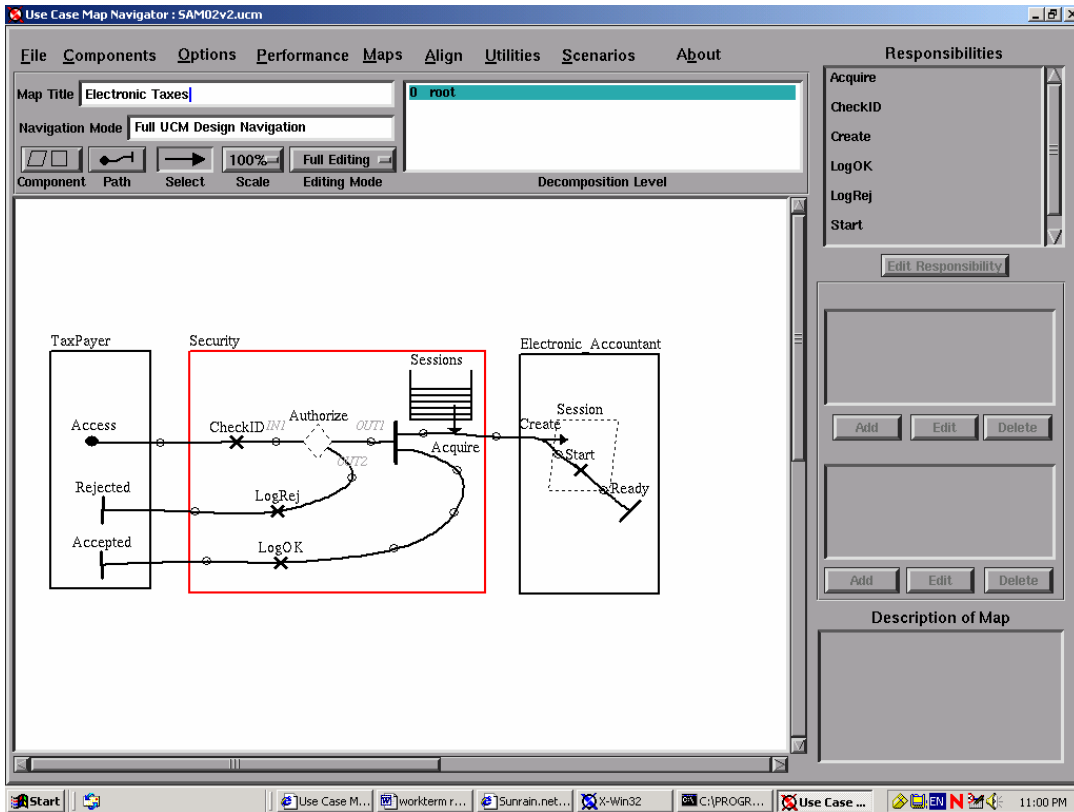 Use Case Map Navigator : SAM02v2.ucm
File Components Options Performance Maps Align Utilities Scenarios About
Map Title Electronic Taxes
Navigation Mode Full UCM Design Navigation
100% Full Editing
Component Path Select Scale Editing Mode
0 root
Decomposition Level
Responsibilities
Acquire
CheckID
Create
LogOK
LogRej
Start
Edit Responsibility
Add Edit Delete
Add Edit Delete
Description of Map
TaxPayer Security Electronic_Accountant
Sessions
Access CheckID IN1 Authorize OUT1 Acquire Create Session
OUT2 Start
Rejected LogRej Ready
Accepted LogOK
Start Use Case M... workterm r... Sunrain.net... X-Win32 C:\PROGR... Use Case ... EN N 11:00 PM